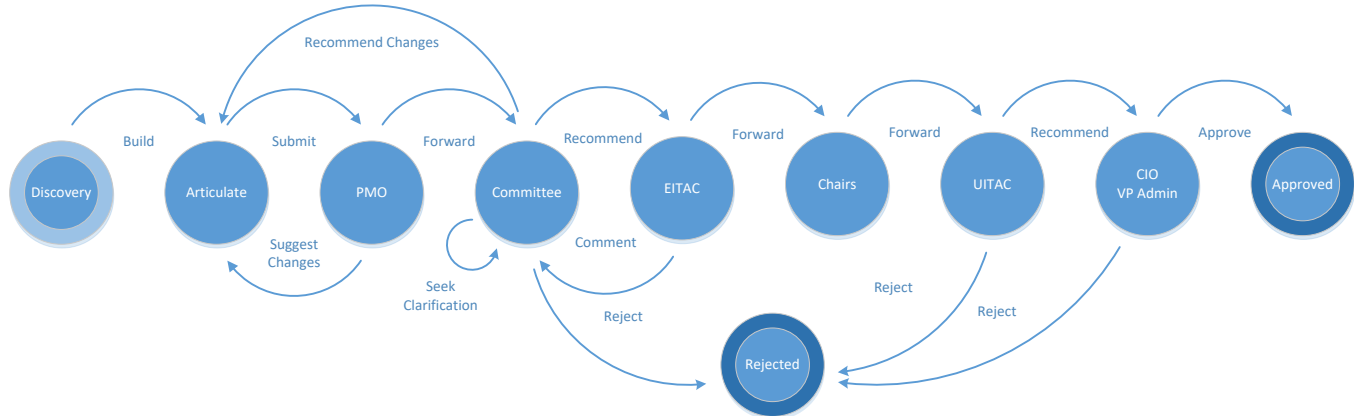 Recommend Changes
Build
Submit
Forward
Recommend
Forward
Forward
Recommend
Approve
Discovery
Articulate
PMO
Committee
EITAC
Chairs
UITAC
CIO
VP Admin
Approved
Suggest
Changes
Seek
Clarification
Comment
Reject
Reject
Reject
Rejected